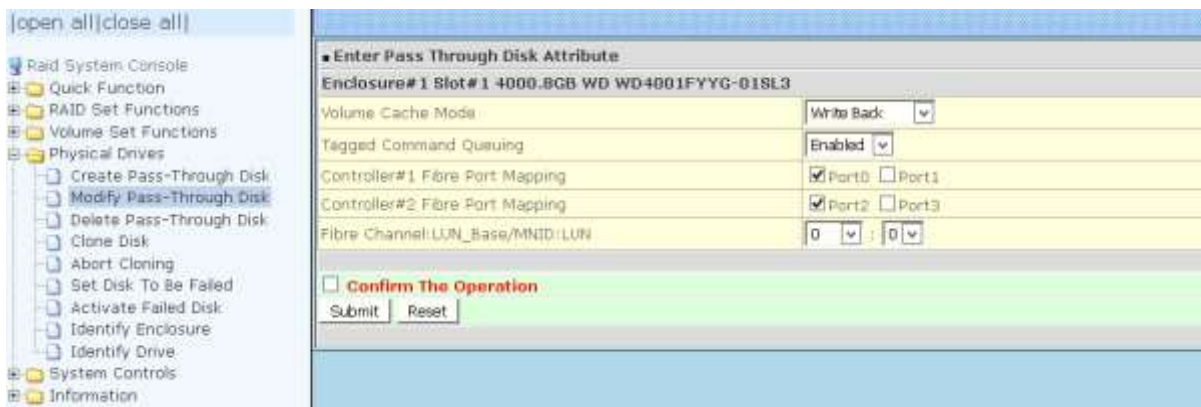 |open all||close all|
Raid System Console
Quick Function
RAID Set Functions
Volume Set Functions
Physical Drives
Create Pass-Through Disk
Modify Pass-Through Disk
Delete Pass-Through Disk
Clone Disk
Abort Cloning
Set Disk To Be Failed
Activate Failed Disk
Identify Enclosure
Identify Drive
System Controls
Information
Enter Pass Through Disk Attribute
Enclosure#1 Slot#1 4000.8GB WD WD4001FYYG-01SL3
Volume Cache Mode Write Back
Tagged Command Queuing Enabled
Controller#1 Fibre Port Mapping Port0 Port1
Controller#2 Fibre Port Mapping Port2 Port3
Fibre Channel:LUN_Base/MNID:LUN 0 : 0
Confirm The Operation
Submit Reset